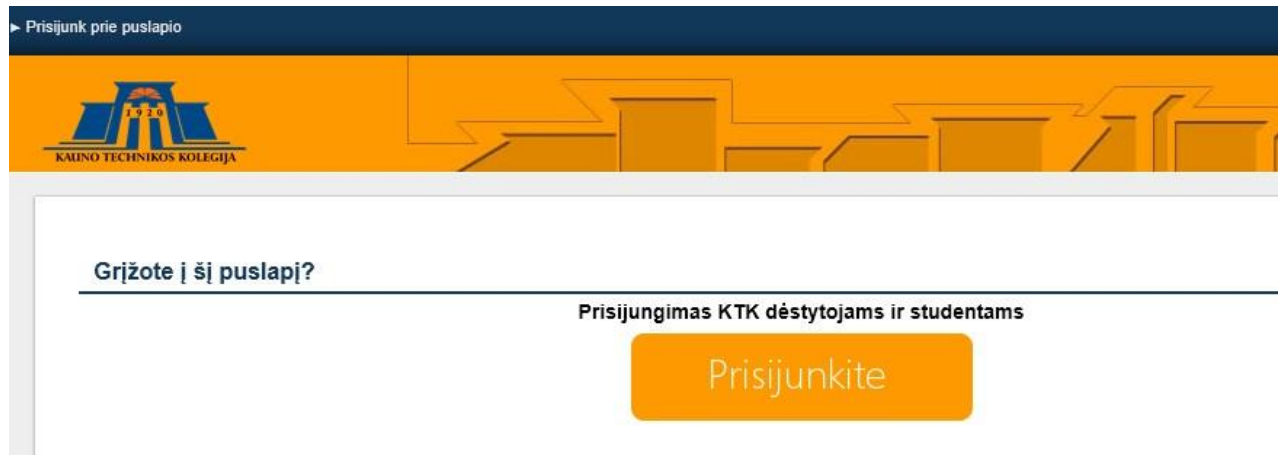 ► Prisijunk prie puslapio
1920
KAUNO TECHNIKOS KOLEGIJA
Grįžote į šį puslapį?
Prisijungimas KTK dėstytojams ir studentams
Prisijunkite